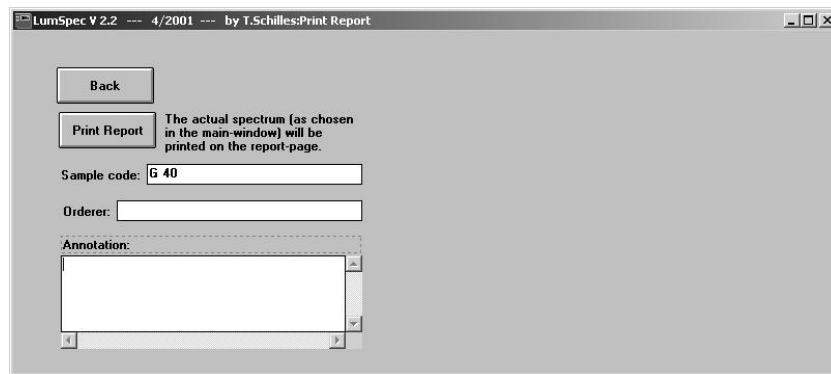 LumSpec V 2.2 --- 4/2001 --- by T.Schilles:Print Report
Back
Print Report
The actual spectrum (as chosen
in the main-window) will be
printed on the report-page.
Sample code: G 40
Orderer:
Annotation: